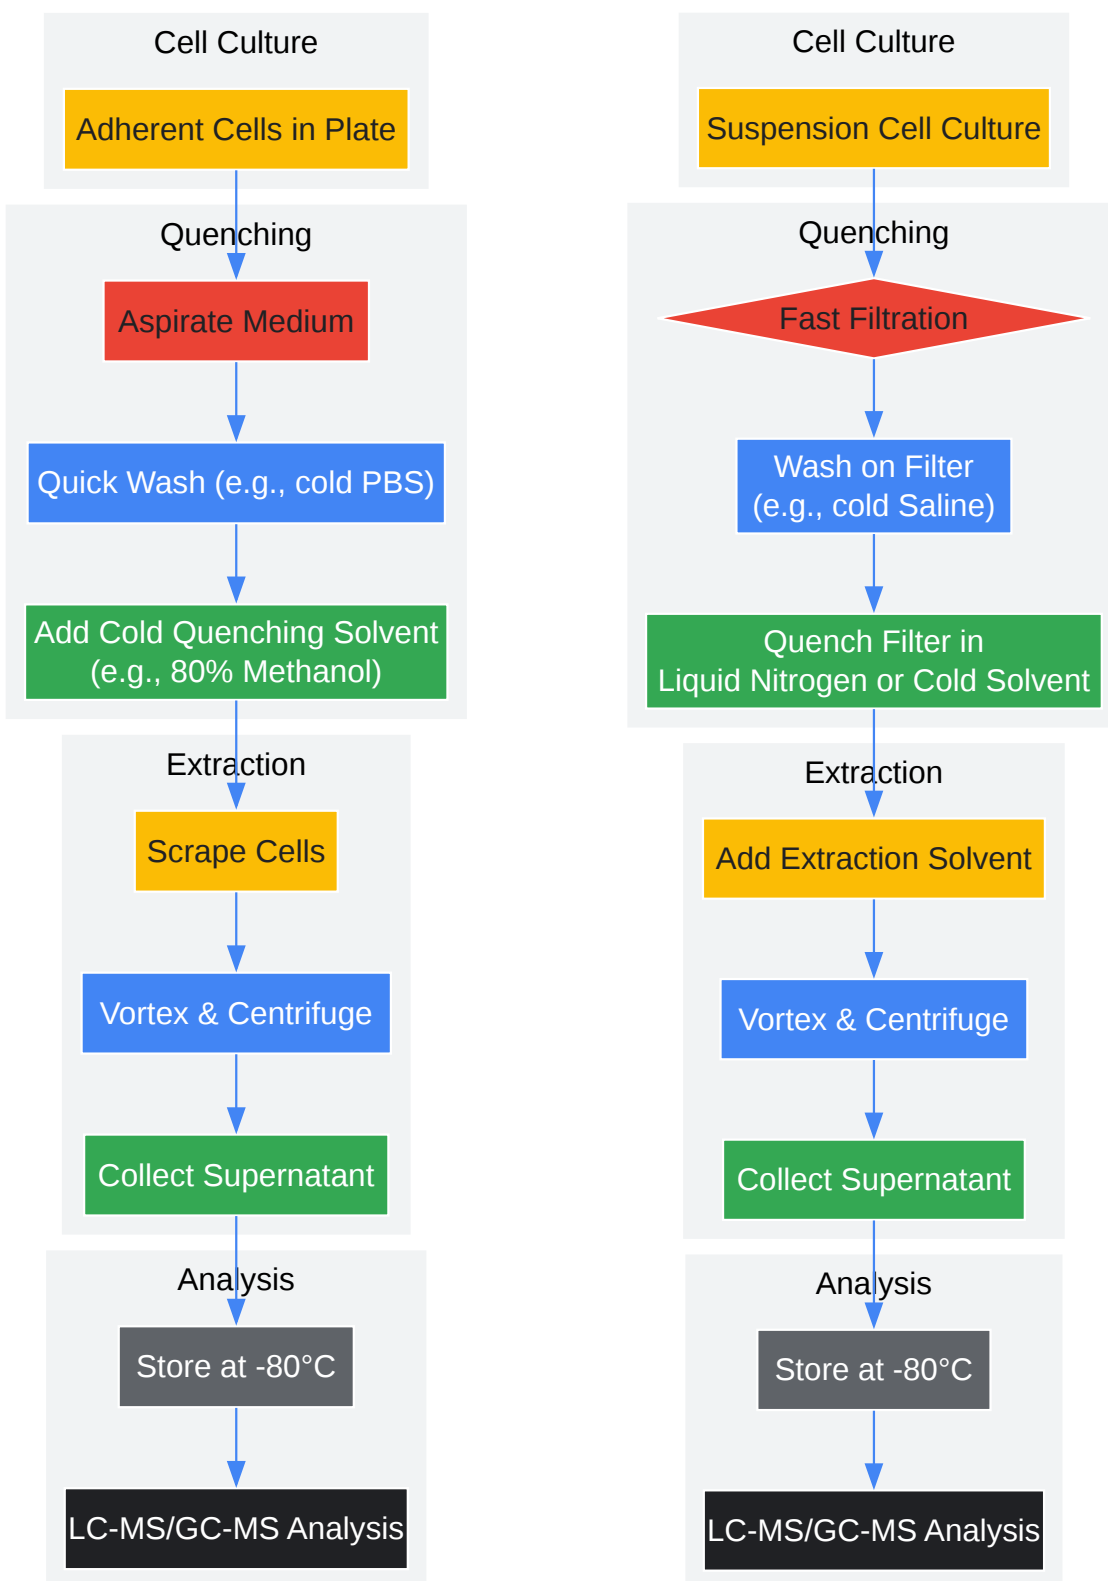 Cell Culture
Adherent Cells in Plate
Quenching
Aspirate Medium
Quick Wash (e.g., cold PBS)
Add Cold Quenching Solvent
(e.g., 80% Methanol)
Extraction
Scrape Cells
Vortex & Centrifuge
Collect Supernatant
Analysis
Store at -80°C
LC-MS/GC-MS Analysis
Cell Culture
Suspension Cell Culture
Quenching
Fast Filtration
Wash on Filter
(e.g., cold Saline)
Quench Filter in
Liquid Nitrogen or Cold Solvent
Extraction
Add Extraction Solvent
Vortex & Centrifuge
Collect Supernatant
Analysis
Store at -80°C
LC-MS/GC-MS Analysis